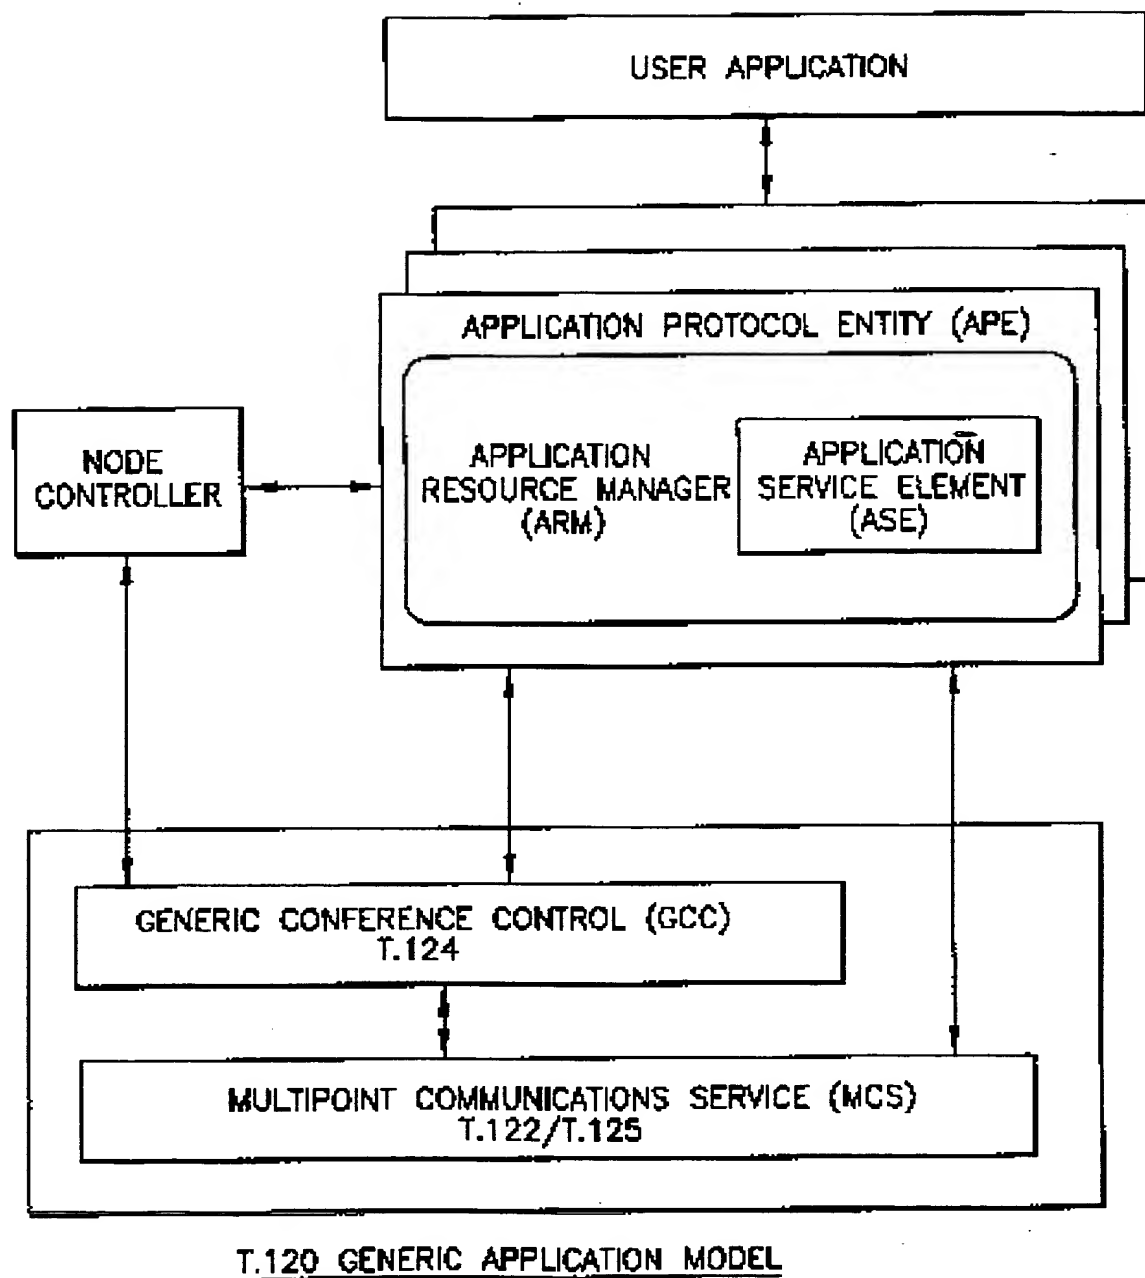 USER APPLICATION
APPLICATION PROTOCOL ENTITY (APE)
NODE
CONTROLLER
APPLICATION
RESOURCE MANAGER
(ARM)
APPLICATION
SERVICE ELEMENT
(ASE)
GENERIC CONFERENCE CONTROL (GCC)
T.124
MULTIPOINT COMMUNICATIONS SERVICE (MCS)
T.122/T.125
T.120 GENERIC APPLICATION MODEL